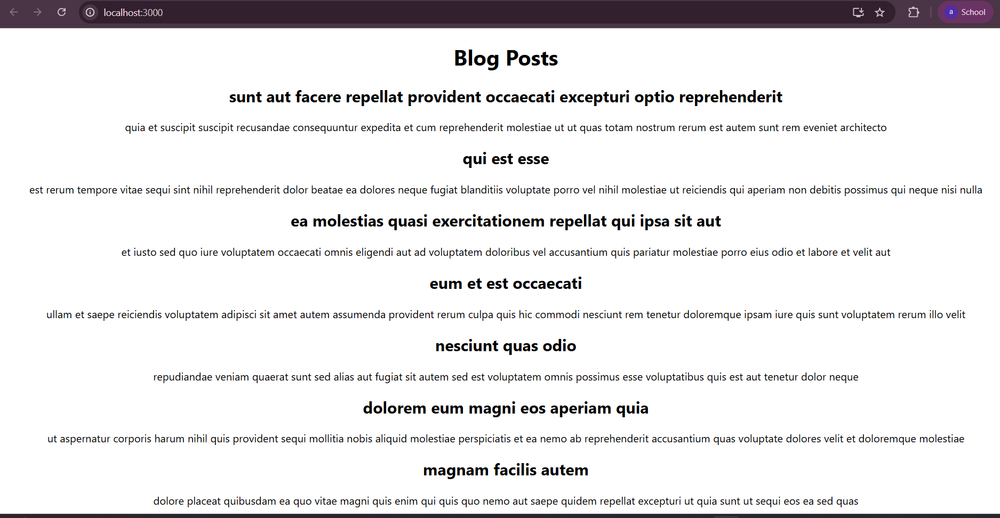 localhost:3000
a School
Blog Posts
sunt aut facere repellat provident occaecati excepturi optio reprehenderit
quia et suscipit suscipit recusandae consequuntur expedita et cum reprehenderit molestiae ut ut quas totam nostrum rerum est autem sunt rem eveniet architecto
qui est esse
est rerum tempore vitae sequi sint nihil reprehenderit dolor beatae ea dolores neque fugiat blanditiis voluptate porro vel nihil molestiae ut reiciendis qui aperiam non debitis possimus qui neque nisi nulla
ea molestias quasi exercitationem repellat qui ipsa sit aut
et iusto sed quo iure voluptatem occaecati omnis eligendi aut ad voluptatem doloribus vel accusantium quis pariatur molestiae porro eius odio et labore et velit aut
eum et est occaecati
ullam et saepe reiciendis voluptatem adipisci sit amet autem assumenda provident rerum culpa quis hic commodi nesciunt rem tenetur doloremque ipsam iure quis sunt voluptatem rerum illo velit
nesciunt quas odio
repudiandae veniam quaerat sunt sed alias aut fugiat sit autem sed est voluptatem omnis possimus esse voluptatibus quis est aut tenetur dolor neque
dolorem eum magni eos aperiam quia
ut aspernatur corporis harum nihil quis provident sequi mollitia nobis aliquid molestiae perspiciatis et ea nemo ab reprehenderit accusantium quas voluptate dolores velit et doloremque molestiae
magnam facilis autem
dolore placeat quibusdam ea quo vitae magni quis enim qui quis quo nemo aut saepe quidem repellat excepturi ut quia sunt ut sequi eos ea sed quas